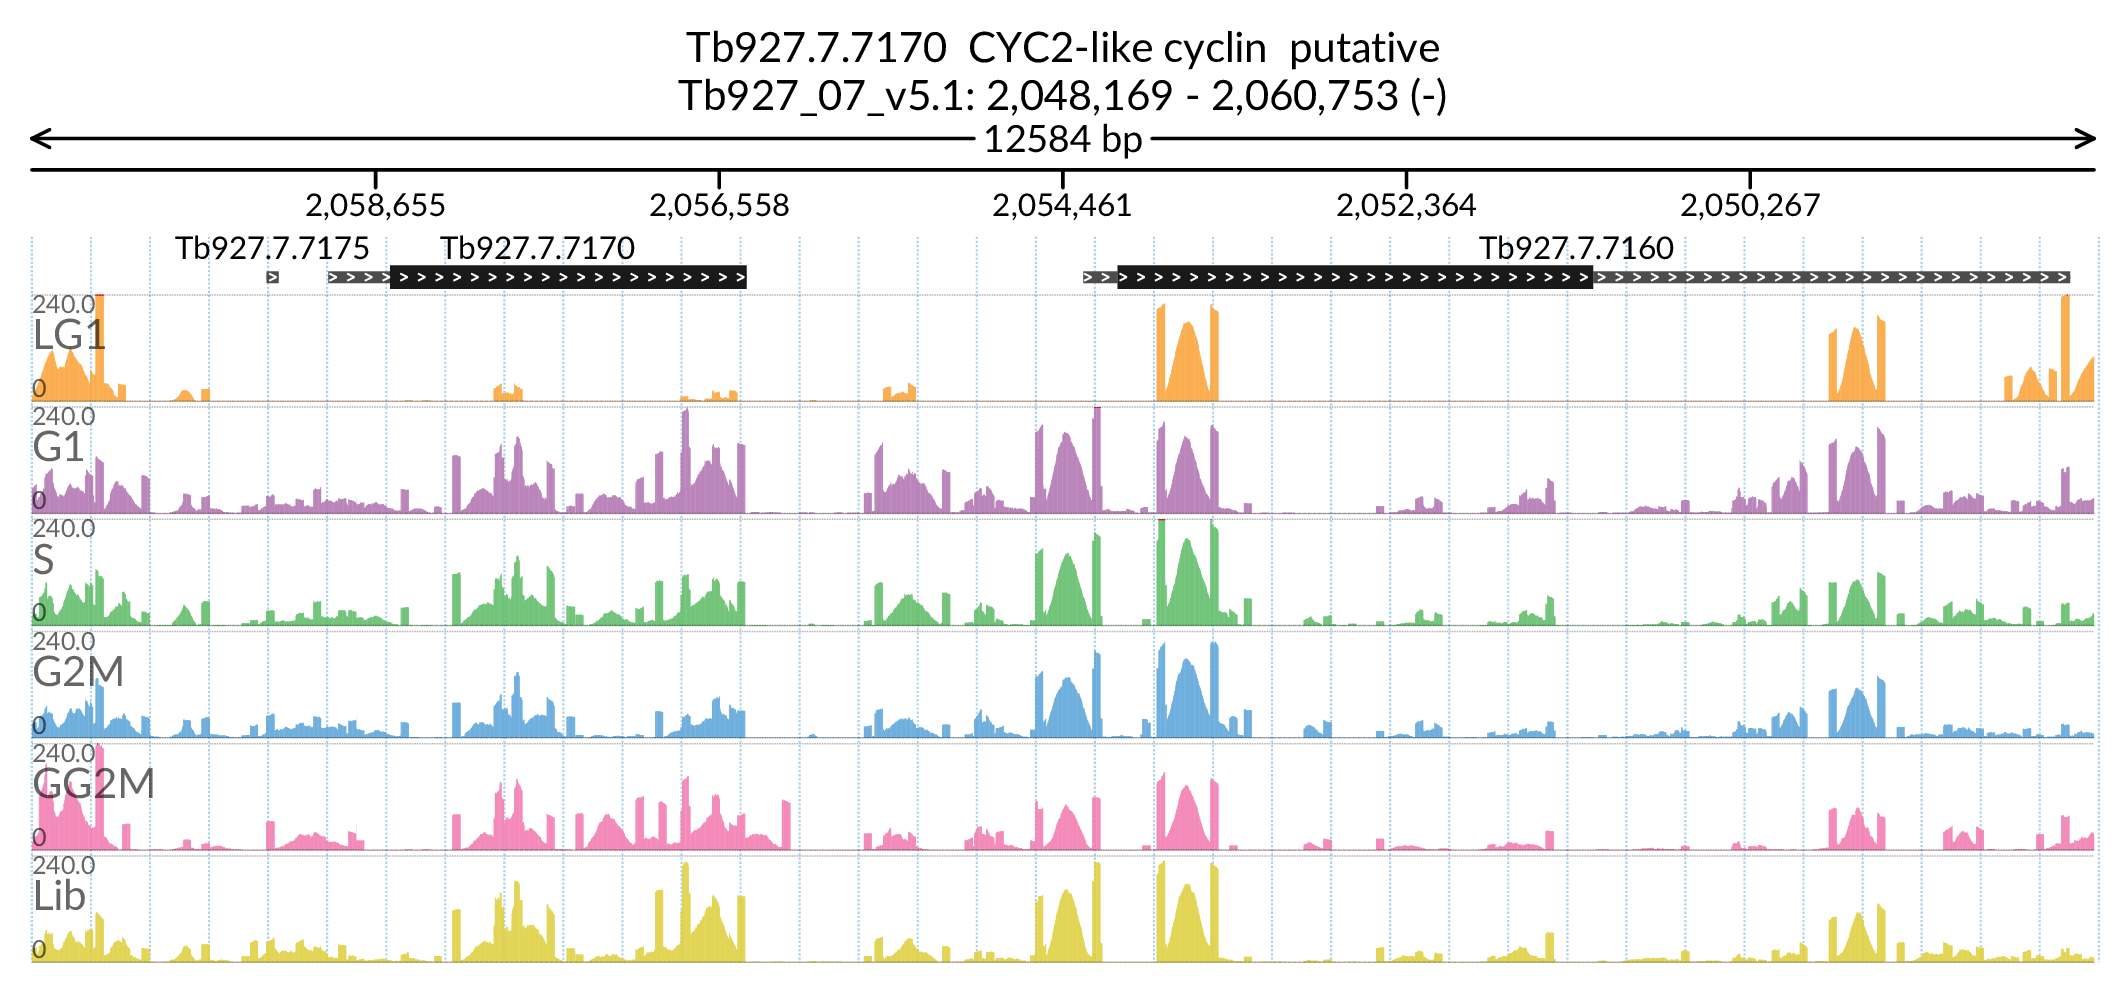 Tb927.7.7170 CYC2-like cyclin putative
Tb927_07_v5.1: 2,048,169 - 2,060,753 (-)
12584 bp
2,058,655 2,056,558 2,054,461 2,052,364 2,050,267
Tb927.7.7175 Tb927.7.7170 Tb927.7.7160
240.0
LG1
0
240.0
G1
0
240.0
S
0
240.0
G2M
0
240.0
GG2M
0
240.0
Lib
0